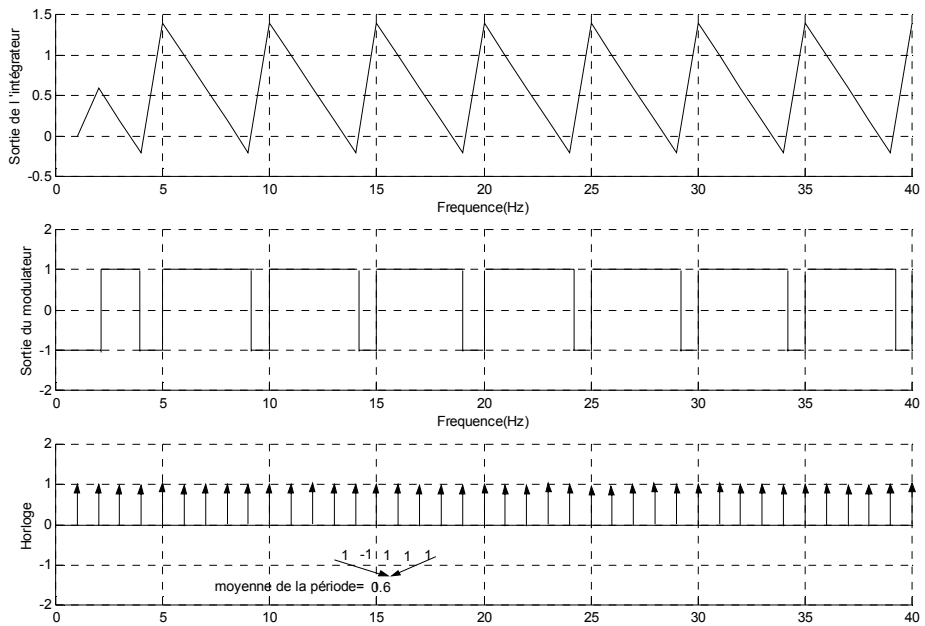 1.5
1
0.5
0
-0.5
Sortie de l 'intégrateur
0 5 10 15 20 25 30 35 40
Frequence(Hz)
2
1
0
-1
-2
Sortie du modulateur
0 5 10 15 20 25 30 35 40
Frequence(Hz)
2
1
0
-1
-2
Horloge
1 -1 1 1 1
moyenne de la période= 0.6
0 5 10 15 20 25 30 35 40